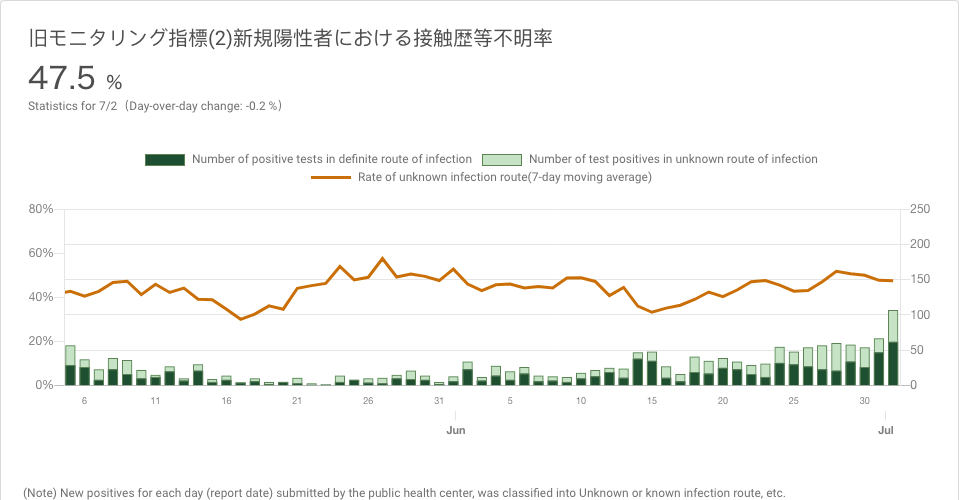 旧モニタリング指標(2)新規陽性者における接触歴等不明率
47.5 %
Statistics for 7/2（Day-over-day change: -0.2 %）
Number of positive tests in definite route of infection Number of test positives in unknown route of infection
Rate of unknown infection route(7-day moving average)
80% 250
200
60%
150
40%
100
20%
50
0% 0
6 11 16 21 26 31 5 10 15 20 25 30
Jun Jul
(Note) New positives for each day (report date) submitted by the public health center, was classified into Unknown or known infection route, etc.